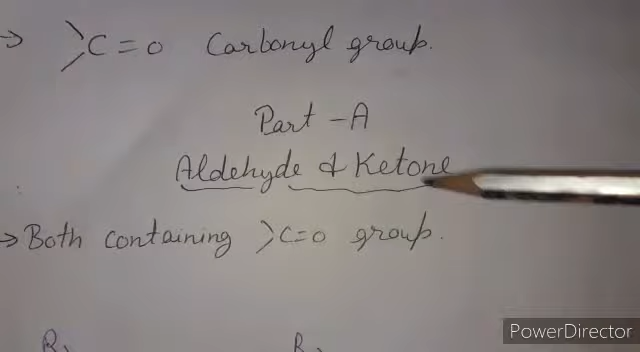 → >C=O Carbonyl group.
Part - A
Aldehyde & Ketone
→ Both containing >C=O group.
R R
PowerDirector